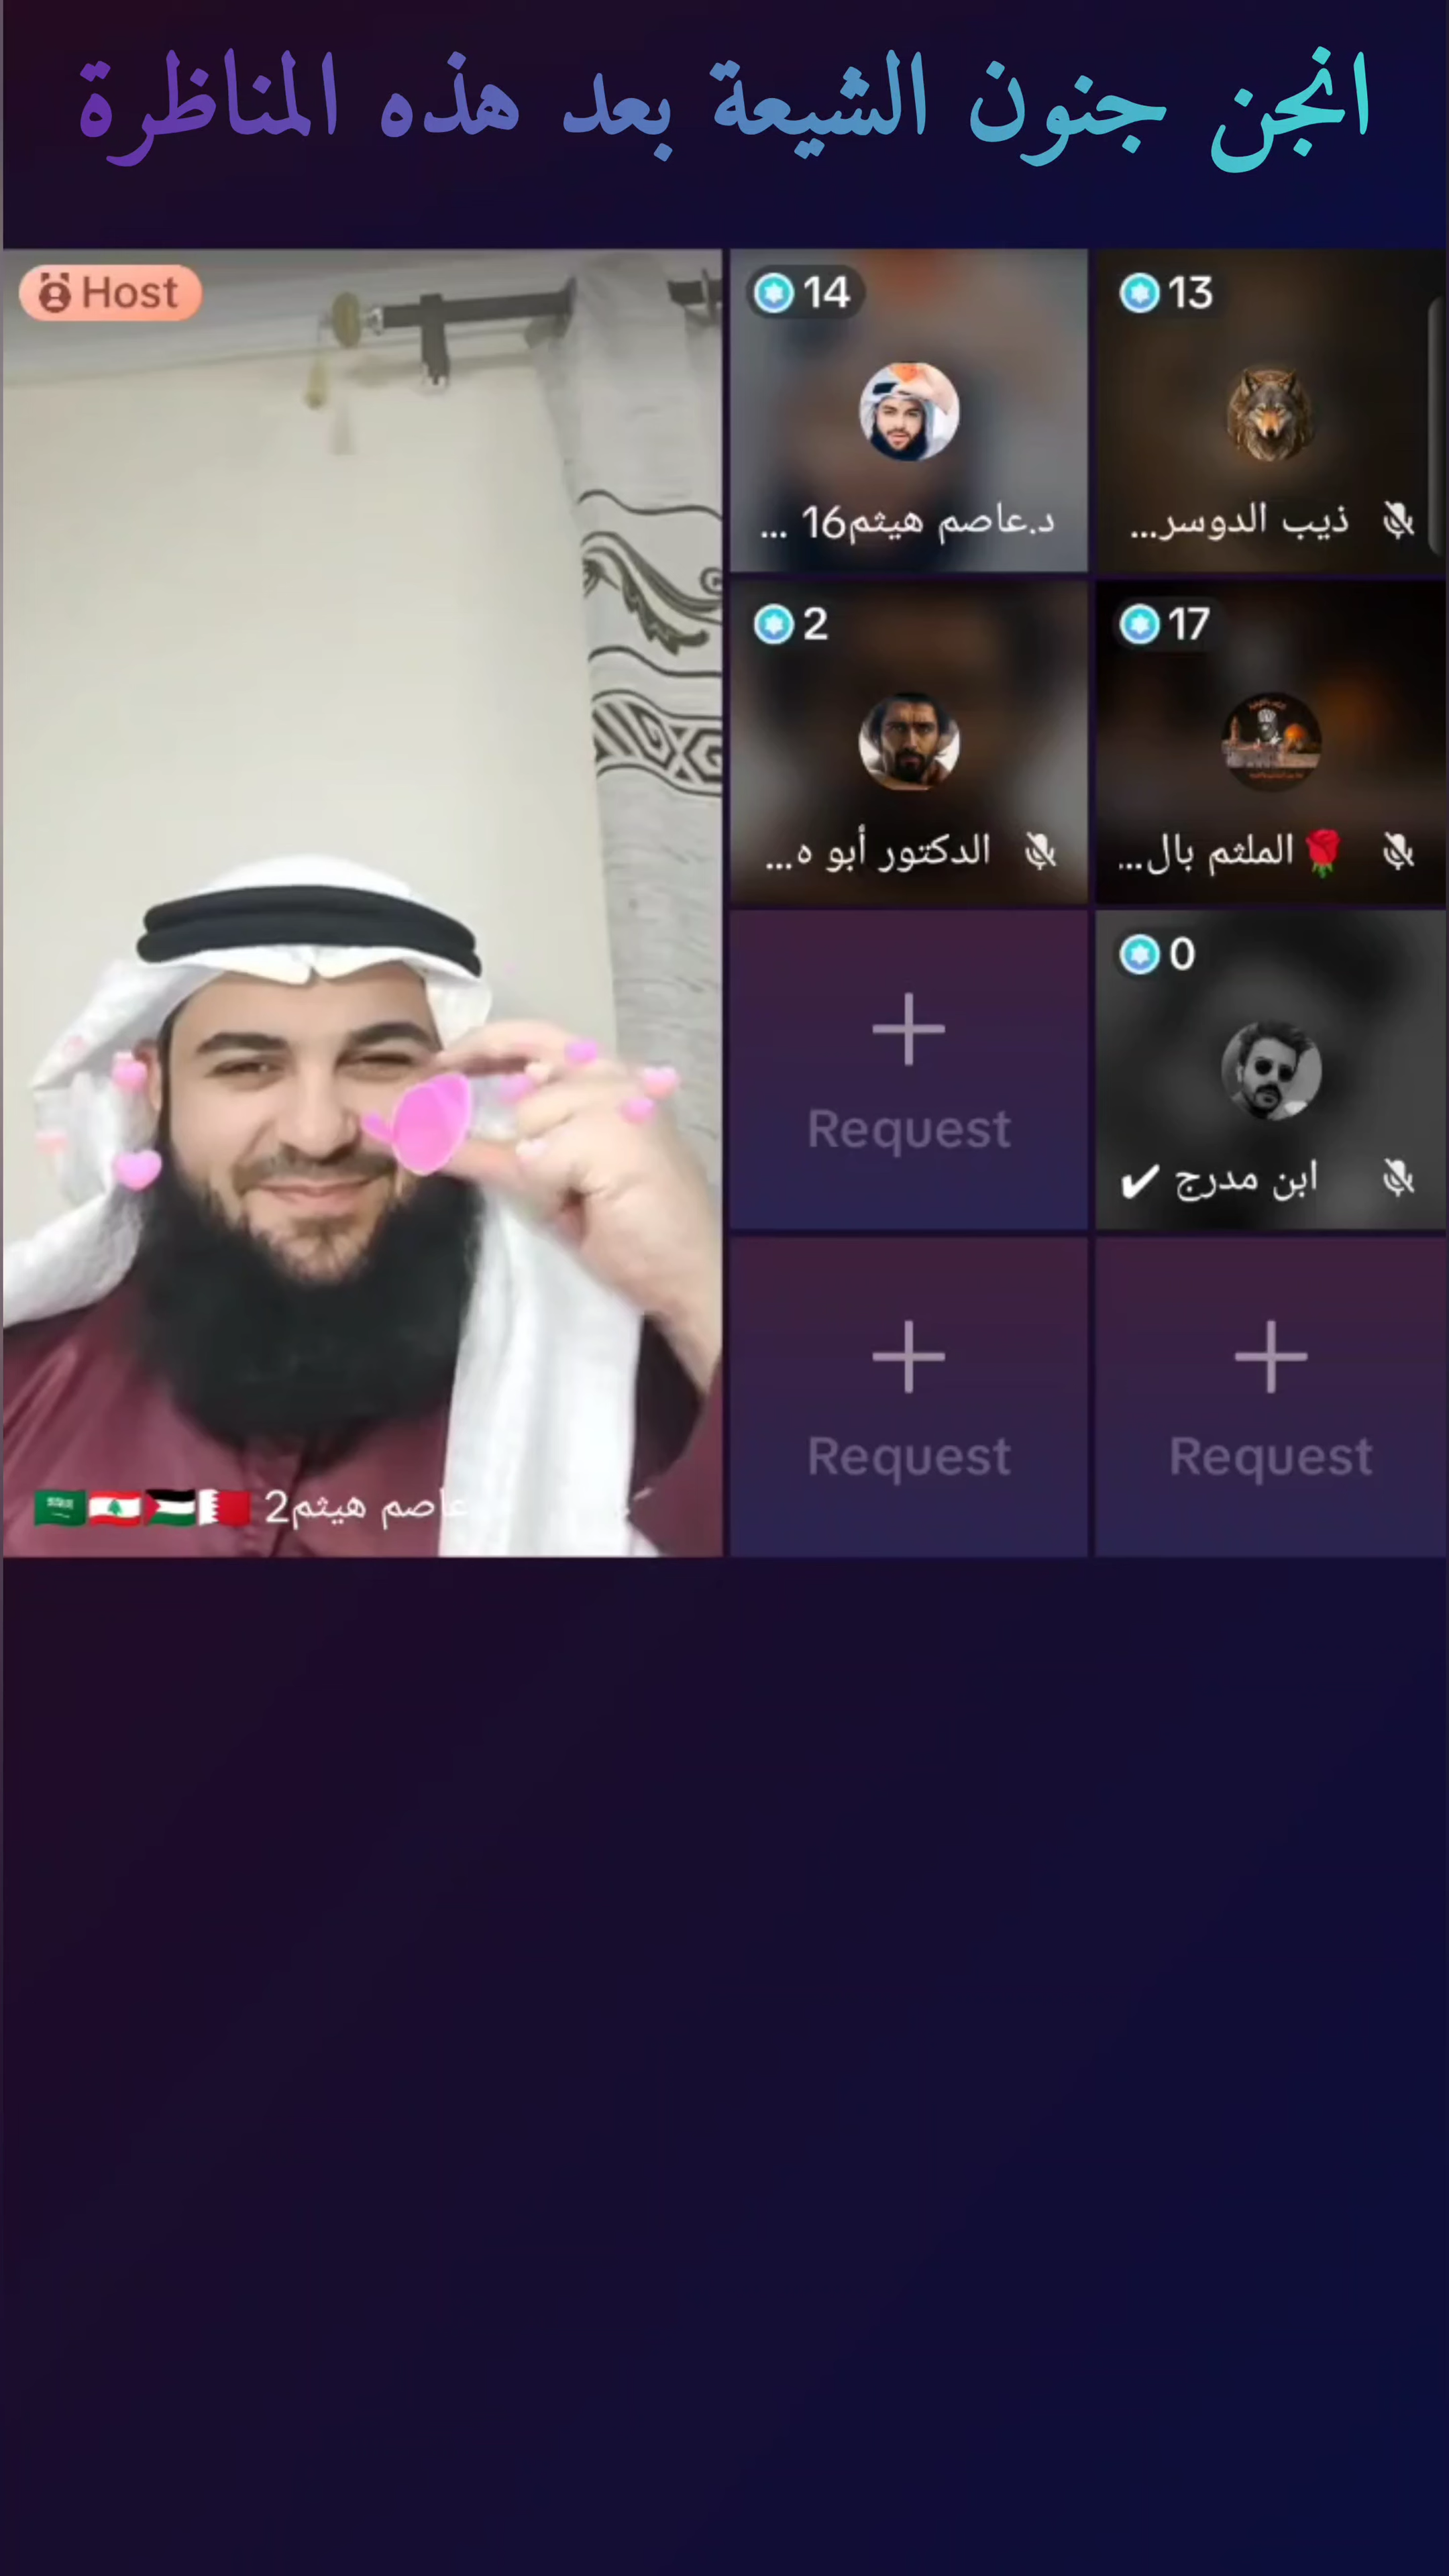 انجن جنون الشيعة بعد هذه المناظرة
Host
14
13
د.عاصم هيثم16 ...
ذيب الدوسر...
2
17
الدكتور أبو ه...
الملثم بال...
0
Request
ابن مدرج ✔
Request
Request
عاصم هيثم2